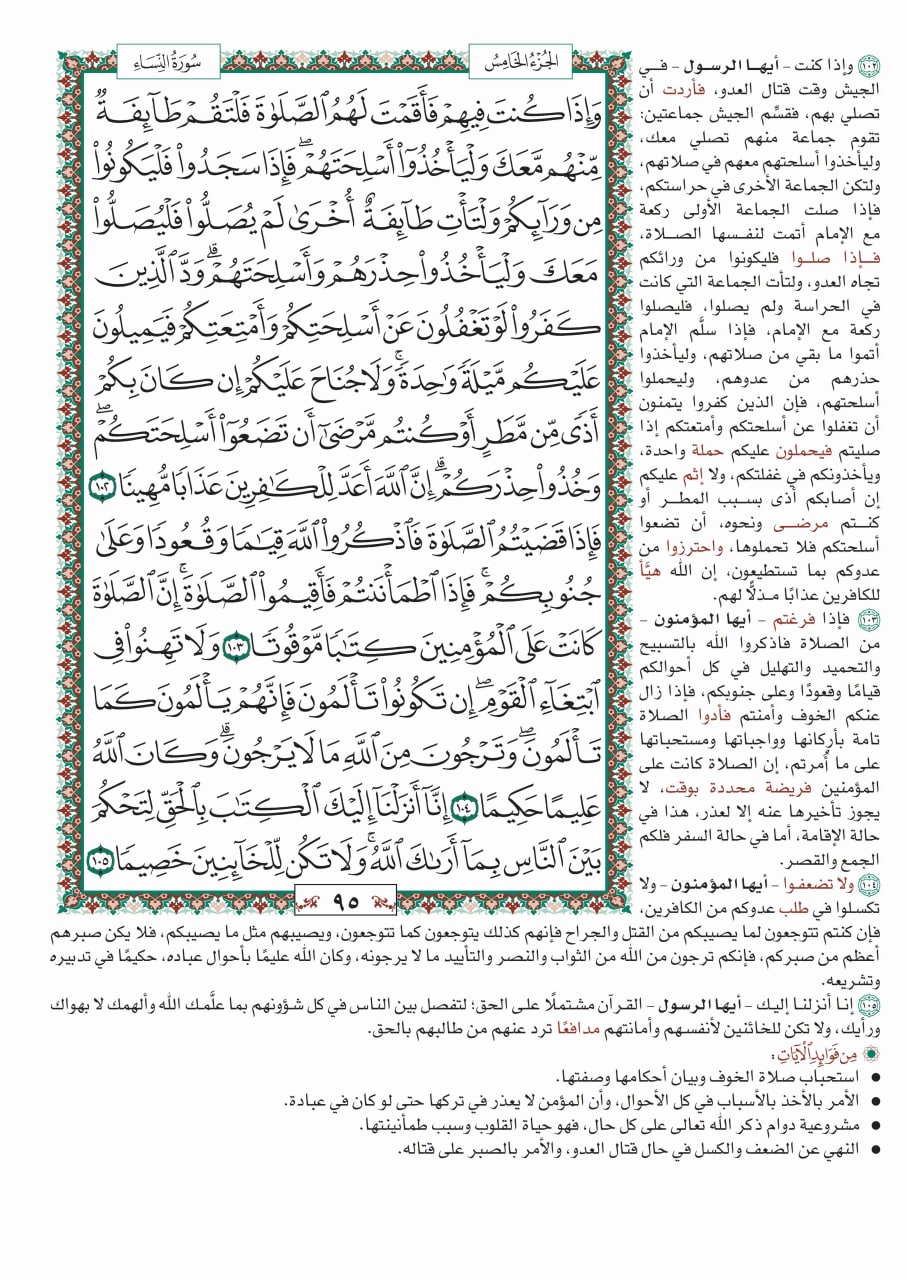 الجُزْءُ الخَامِسُ
سُورَةُ النِّسَاءِ
وَإِذَا كُنتَ فِيهِمْ فَأَقَمْتَ لَهُمُ ٱلصَّلَوٰةَ فَلْتَقُمْ طَآئِفَةٌ
مِّنْهُم مَّعَكَ وَلْيَأْخُذُوٓا۟ أَسْلِحَتَهُمْۖ فَإِذَا سَجَدُوا۟ فَلْيَكُونُوا۟
مِن وَرَآئِكُمْ وَلْتَأْتِ طَآئِفَةٌ أُخْرَىٰ لَمْ يُصَلُّوا۟ فَلْيُصَلُّوا۟
مَعَكَ وَلْيَأْخُذُوا۟ حِذْرَهُمْ وَأَسْلِحَتَهُمْۗ وَدَّ ٱلَّذِينَ
كَفَرُوا۟ لَوْ تَغْفُلُونَ عَنْ أَسْلِحَتِكُمْ وَأَمْتِعَتِكُمْ فَيَمِيلُونَ
عَلَيْكُم مَّيْلَةً وَٰحِدَةًۚ وَلَا جُنَاحَ عَلَيْكُمْ إِن كَانَ بِكُمْ
أَذًى مِّن مَّطَرٍ أَوْ كُنتُم مَّرْضَىٰٓ أَن تَضَعُوٓا۟ أَسْلِحَتَكُمْۖ
وَخُذُوا۟ حِذْرَكُمْۗ إِنَّ ٱللَّهَ أَعَدَّ لِلْكَٰفِرِينَ عَذَابًا مُّهِينًا ١٠٢
فَإِذَا قَضَيْتُمُ ٱلصَّلَوٰةَ فَٱذْكُرُوا۟ ٱللَّهَ قِيَٰمًا وَقُعُودًا وَعَلَىٰ
جُنُوبِكُمْۚ فَإِذَا ٱطْمَأْنَنتُمْ فَأَقِيمُوا۟ ٱلصَّلَوٰةَۚ إِنَّ ٱلصَّلَوٰةَ
كَانَتْ عَلَى ٱلْمُؤْمِنِينَ كِتَٰبًا مَّوْقُوتًا ١٠٣ وَلَا تَهِنُوا۟ فِى
ٱبْتِغَآءِ ٱلْقَوْمِۖ إِن تَكُونُوا۟ تَأْلَمُونَ فَإِنَّهُمْ يَأْلَمُونَ كَمَا
تَأْلَمُونَۖ وَتَرْجُونَ مِنَ ٱللَّهِ مَا لَا يَرْجُونَۗ وَكَانَ ٱللَّهُ
عَلِيمًا حَكِيمًا ١٠٤ إِنَّآ أَنزَلْنَآ إِلَيْكَ ٱلْكِتَٰبَ بِٱلْحَقِّ لِتَحْكُمَ
بَيْنَ ٱلنَّاسِ بِمَآ أَرَىٰكَ ٱللَّهُۚ وَلَا تَكُن لِّلْخَآئِنِينَ خَصِيمًا ١٠٥
٩٥
١٠٢ وإذا كنت - أيها الرسول - في
الجيش وقت قتال العدو، فأردت أن
تصلي بهم، فقسِّم الجيش جماعتين:
تقوم جماعة منهم تصلي معك،
وليأخذوا أسلحتهم معهم في صلاتهم،
ولتكن الجماعة الأخرى في حراستكم،
فإذا صلت الجماعة الأولى ركعة
مع الإمام أتمت لنفسها الصلاة،
فإذا صلوا فليكونوا من ورائكم
تجاه العدو، ولتأت الجماعة التي كانت
في الحراسة ولم يصلوا، فليصلوا
ركعة مع الإمام، فإذا سلَّم الإمام
أتموا ما بقي من صلاتهم، وليأخذوا
حذرهم من عدوهم، وليحملوا
أسلحتهم، فإن الذين كفروا يتمنون
أن تغفلوا عن أسلحتكم وأمتعتكم إذا
صليتم فيحملون عليكم حملة واحدة،
ويأخذونكم في غفلتكم، ولا إثم عليكم
إن أصابكم أذى بسبب المطر أو
كنتم مرضى ونحوه، أن تضعوا
أسلحتكم فلا تحملوها، واحترزوا من
عدوكم بما تستطيعون، إن الله هيَّأ
للكافرين عذابًا مذلًّا لهم.
١٠٣ فإذا فرغتم - أيها المؤمنون -
من الصلاة فاذكروا الله بالتسبيح
والتحميد والتهليل في كل أحوالكم
قيامًا وقعودًا وعلى جنوبكم، فإذا زال
عنكم الخوف وأمنتم فأدوا الصلاة
تامة بأركانها وواجباتها ومستحباتها
على ما أُمرتم، إن الصلاة كانت على
المؤمنين فريضة محددة بوقت، لا
يجوز تأخيرها عنه إلا لعذر، هذا في
حالة الإقامة، أما في حالة السفر فلكم
الجمع والقصر.
١٠٤ ولا تضعفوا - أيها المؤمنون - ولا
تكسلوا في طلب عدوكم من الكافرين،
فإن كنتم تتوجعون لما يصيبكم من القتل والجراح فإنهم كذلك يتوجعون كما تتوجعون، ويصيبهم مثل ما يصيبكم، فلا يكن صبرهم
أعظم من صبركم، فإنكم ترجون من الله من الثواب والنصر والتأييد ما لا يرجونه، وكان الله عليمًا بأحوال عباده، حكيمًا في تدبيره
وتشريعه.
١٠٥ إنا أنزلنا إليك - أيها الرسول - القرآن مشتملًا على الحق؛ لتفصل بين الناس في كل شؤونهم بما علَّمك الله وألهمك لا بهواك
ورأيك، ولا تكن للخائنين لأنفسهم وأمانتهم مدافعًا ترد عنهم من طالبهم بالحق.
مِن فَوَائِدِ الآيَاتِ:
• استحباب صلاة الخوف وبيان أحكامها وصفتها.
• الأمر بالأخذ بالأسباب في كل الأحوال، وأن المؤمن لا يعذر في تركها حتى لو كان في عبادة.
• مشروعية دوام ذكر الله تعالى على كل حال، فهو حياة القلوب وسبب طمأنينتها.
• النهي عن الضعف والكسل في حال قتال العدو، والأمر بالصبر على قتاله.